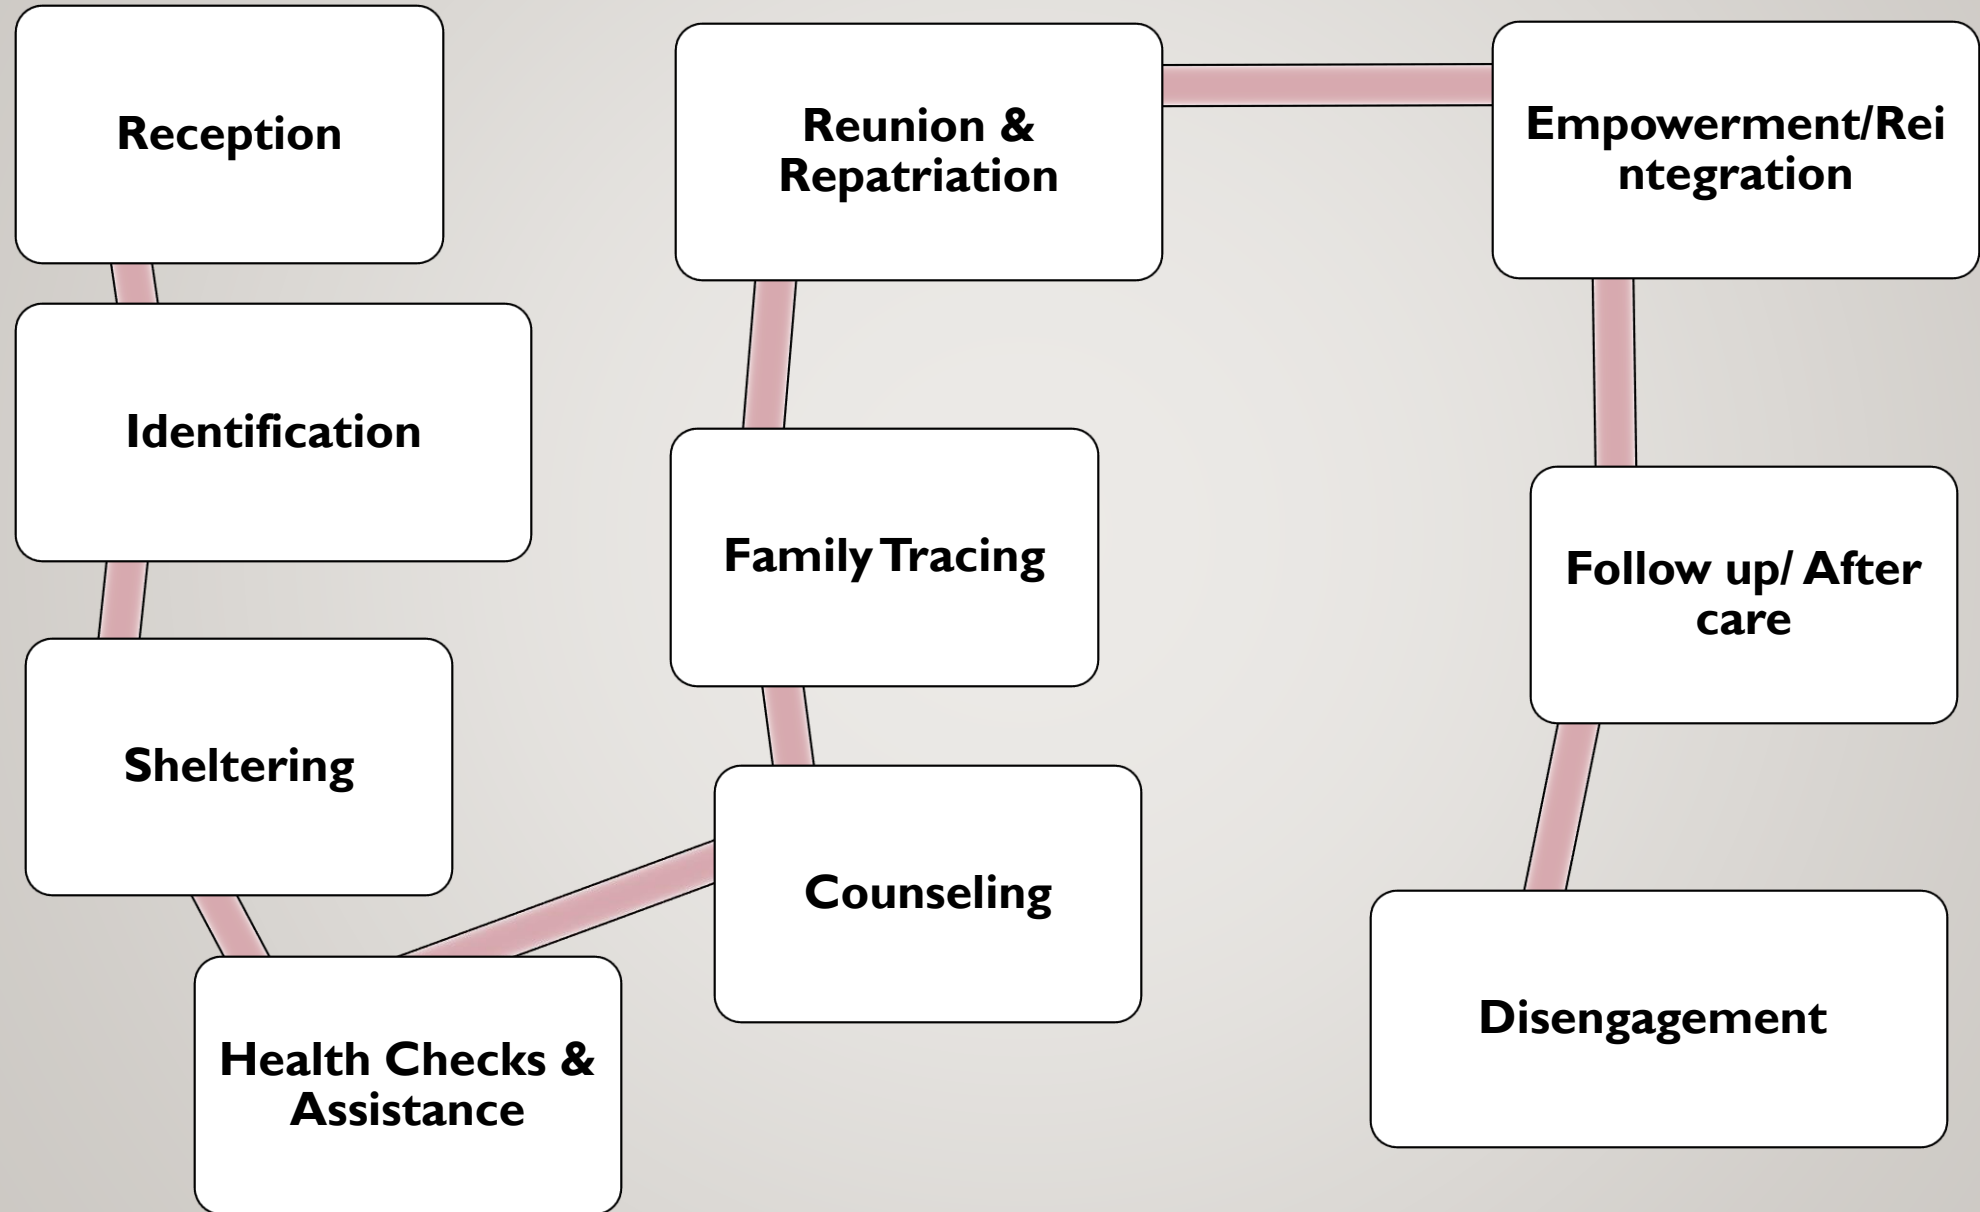 Reception
Identification
Sheltering
Health Checks &
Assistance
Counseling
Family Tracing
Reunion &
Repatriation
Empowerment/Rei
ntegration
Follow up/ After
care
Disengagement